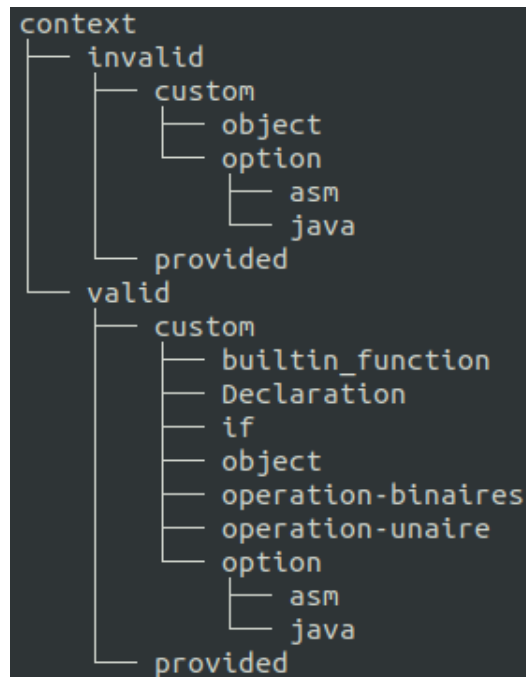 context
invalid
custom
object
option
asm
java
provided
valid
custom
builtin_function
Declaration
if
object
operation-binaires
operation-unaire
option
asm
java
provided